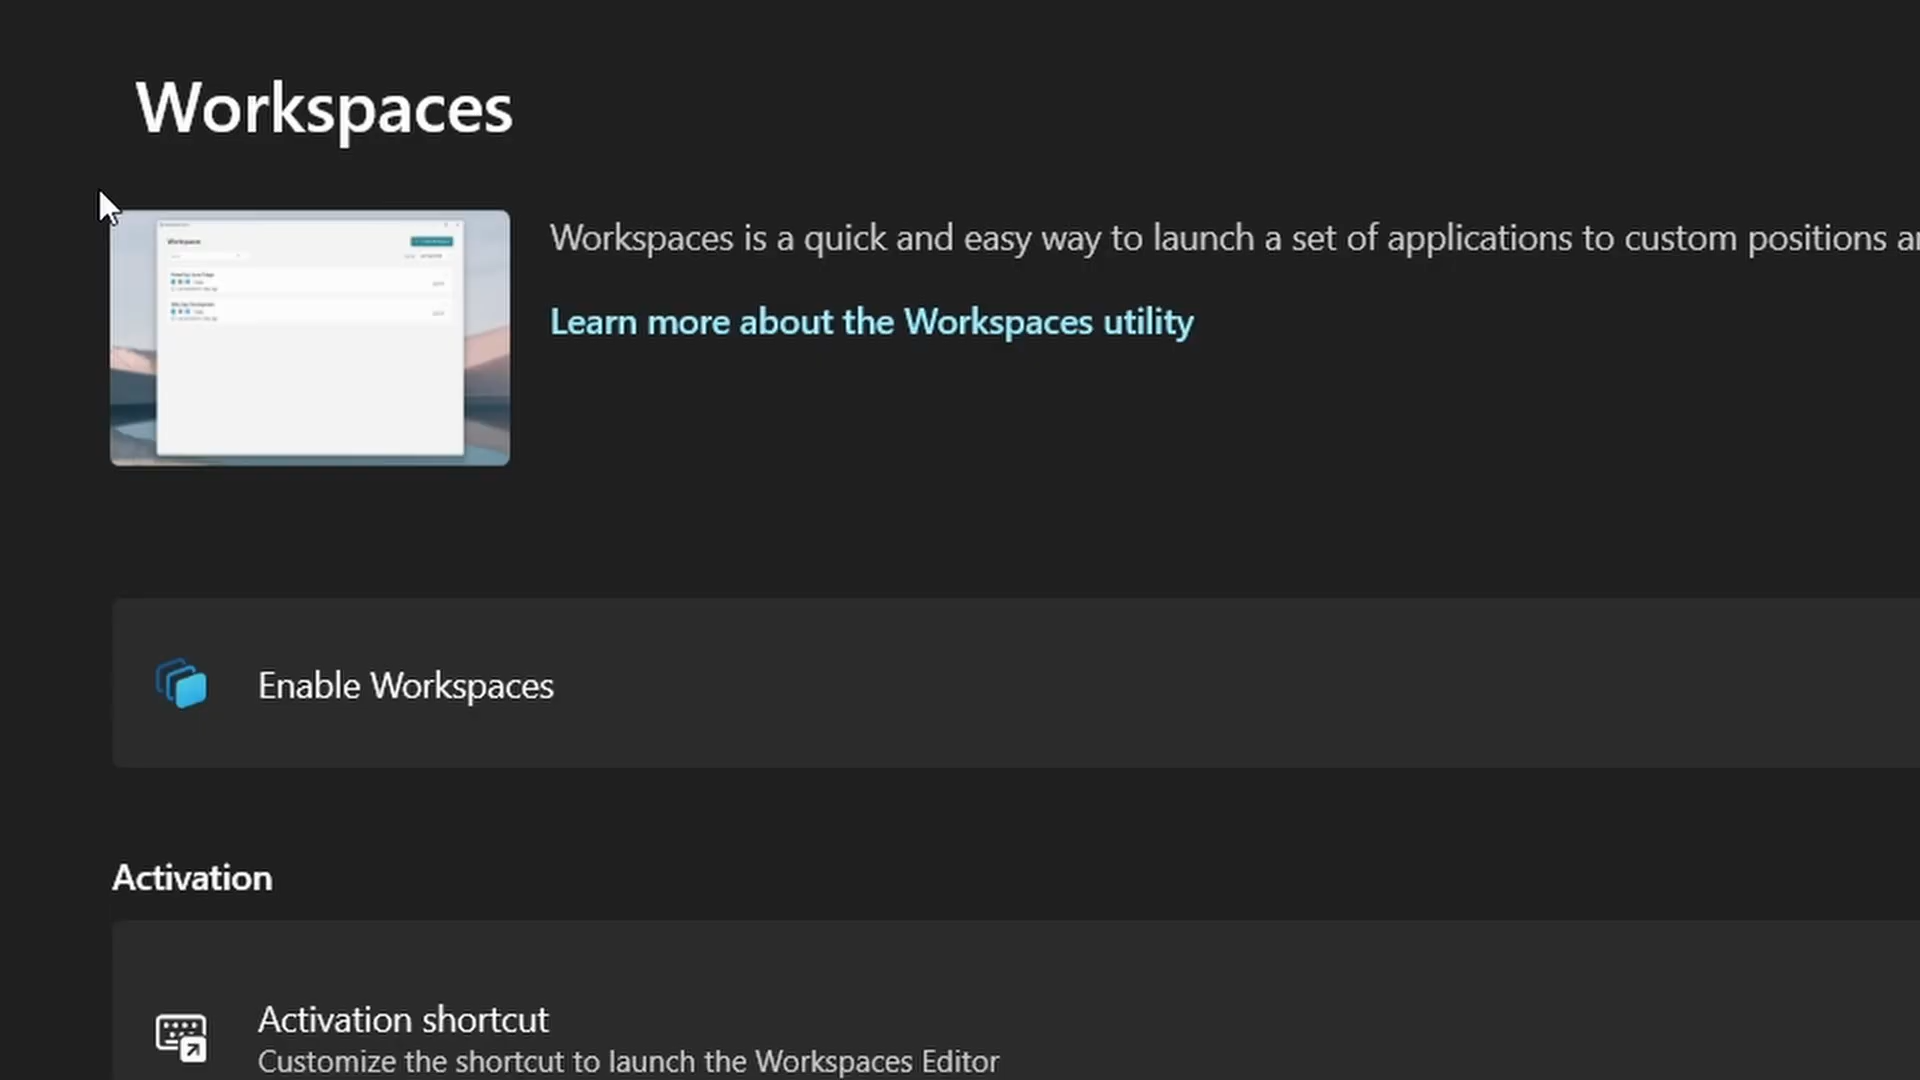 Workspaces
Workspaces is a quick and easy way to launch a set of applications to custom positions
Learn more about the Workspaces utility
Workspaces
Enable Workspaces
Activation
Activation shortcut
Customize the shortcut to launch the Workspaces Editor